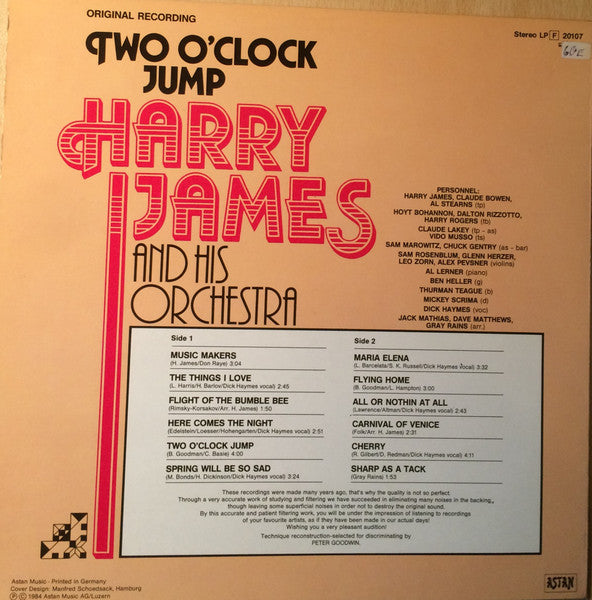 ORIGINAL RECORDING
Stereo LP F 20107
TWO O'CLOCK
JUMP
HARRY
JAMES
AND HIS
ORCHESTRA
PERSONNEL:
HARRY JAMES, CLAUDE BOWEN,
AL STEARNS (tp)
HOYT BOHANNON, DALTON RIZZOTTO,
HARRY ROGERS (tb)
CLAUDE LAKEY (tp – as)
VIDO MUSSO (ts)
SAM MAROWITZ, CHUCK GENTRY (as – bar)
SAM ROSENBLUM, GLENN HERZER,
LEO ZORN, ALEX PEVSNER (violins)
AL LERNER (piano)
BEN HELLER (g)
THURMAN TEAGUE (b)
MICKEY SCRIMA (d)
DICK HAYMES (voc)
JACK MATHIAS, DAVE MATTHEWS,
GRAY RAINS (arr.)
Side 1
MUSIC MAKERS
(H. James/Don Raye) 3:04
THE THINGS I LOVE
(L. Harris/H. Barlov/Dick Haymes vocal) 2:45
FLIGHT OF THE BUMBLE BEE
(Rimsky-Korsakov/Arr. H. James) 1:50
HERE COMES THE NIGHT
(Edelstein/Loesser/Hohengarten/Dick Haymes vocal) 2:51
TWO O'CLOCK JUMP
(B. Goodman/C. Basie) 4:00
SPRING WILL BE SO SAD
(M. Bonds/H. Dickinson/Dick Haymes vocal) 3:24
Side 2
MARIA ELENA
(L. Barcelata/S. K. Russell/Dick Haymes vocal) 3:32
FLYING HOME
(B. Goodman/L. Hampton) 3:00
ALL OR NOTHIN AT ALL
(Lawrence/Altman/Dick Haymes vocal) 2:43
CARNIVAL OF VENICE
(Folk/Arr. H. James) 2:31
CHERRY
(R. Gilbert/D. Redman/Dick Haymes vocal) 4:11
SHARP AS A TACK
(Gray Rains) 1:53
These recordings were made many years ago, that's why the quality is not so perfect.
Through a very accurate work of studying and filtering we have succeeded in eliminating many noises in the backing,
though leaving some superficial noises in order not to destroy the original sound.
By this accurate and patient filtering work, you will be under the impression of listening to recordings
of your favourite artists, as if they have been made in our actual days!
Wishing you a very pleasant audition!
Technique reconstruction-selected for discriminating by
PETER GOODWIN.
Astan Music · Printed in Germany
Cover Design: Manfred Schoedsack, Hamburg
Ⓟ © 1984 Astan Music AG/Luzern
ASTAN